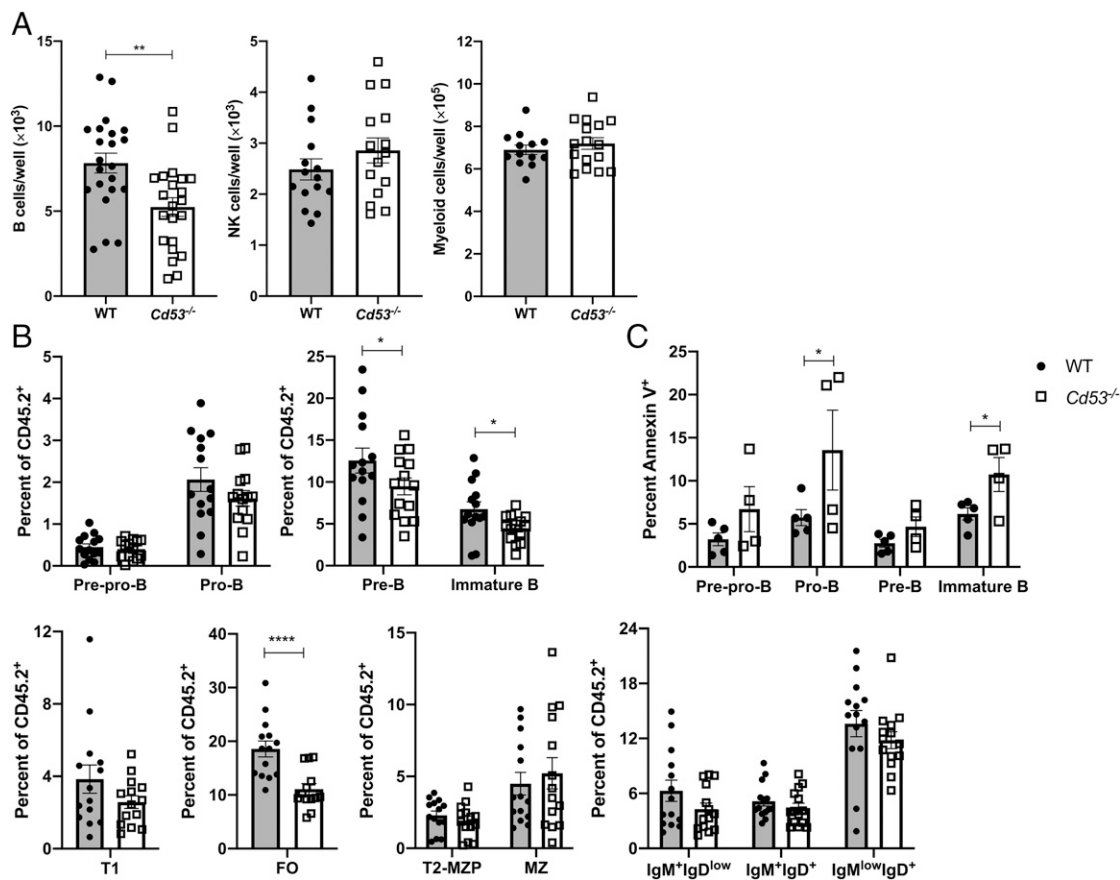 A
B cells/well (×10³)
15
10
5
0
**
WT
Cd53⁻/⁻
NK cells/well (×10³)
5
4
3
2
1
0
WT
Cd53⁻/⁻
Myeloid cells/well (×10⁵)
12
10
8
6
4
2
0
WT
Cd53⁻/⁻
B
Percent of CD45.2⁺
5
4
3
2
1
0
Pre-pro-B
Pro-B
Percent of CD45.2⁺
25
20
15
10
5
0
*
*
Pre-B
Immature B
C
Percent Annexin V⁺
25
20
15
10
5
0
*
*
Pre-pro-B
Pro-B
Pre-B
Immature B
WT
Cd53⁻/⁻
Percent of CD45.2⁺
12
9
6
3
0
T1
Percent of CD45.2⁺
40
30
20
10
0
****
FO
Percent of CD45.2⁺
15
10
5
0
T2-MZP
MZ
Percent of CD45.2⁺
24
18
12
6
0
IgM⁺IgDˡᵒʷ
IgM⁺IgD⁺
IgMˡᵒʷIgD⁺